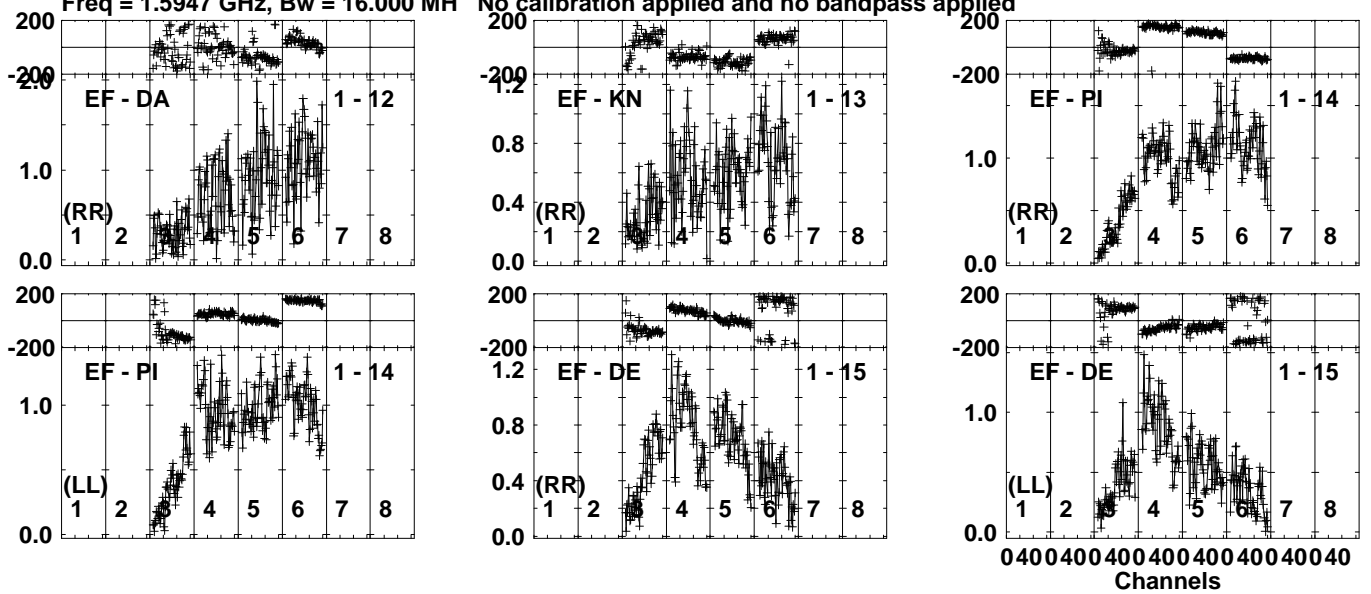 Freq = 1.5947 GHz, Bw = 16.000 MH No calibration applied and no bandpass applied
200 200 200
-200 -200 -200
2.0 1.2
EF - DA 1 - 12 EF - KN 1 - 13 EF - PI 1 - 14
0.8
1.0 1.0
0.4
(RR) (RR) (RR)
1 2 3 4 5 6 7 8 1 2 3 4 5 6 7 8 1 2 3 4 5 6 7 8
0.0 0.0 0.0
200 200 200
-200 -200 -200
EF - PI 1 - 14 EF - DE 1 - 15 EF - DE 1 - 15
1.2
1.0 1.0
0.8
(LL) (RR) (LL)
0.4
1 2 3 4 5 6 7 8 1 2 3 4 5 6 7 8 1 2 3 4 5 6 7 8
0.0 0.0 0.0
0 40 0 40 0 40 0 40 0 40 0 40 0 40 0 40
Channels